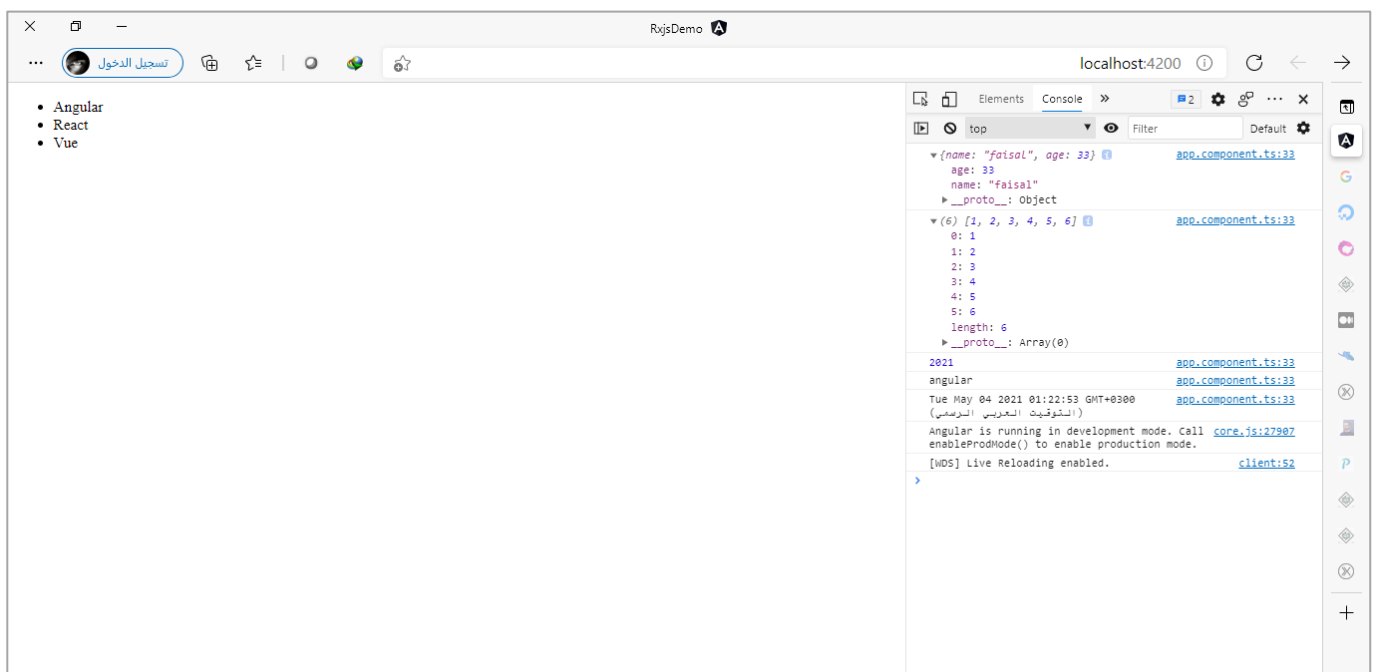 RxjsDemo
تسجيل الدخول
localhost:4200
Angular
React
Vue
Elements Console 2
top Filter Default
{name: "faisal", age: 33} app.component.ts:33
age: 33
name: "faisal"
__proto__: Object
(6) [1, 2, 3, 4, 5, 6] app.component.ts:33
0: 1
1: 2
2: 3
3: 4
4: 5
5: 6
length: 6
__proto__: Array(0)
2021 app.component.ts:33
angular app.component.ts:33
Tue May 04 2021 01:22:53 GMT+0300 app.component.ts:33
(التوقيت العربي الرسمي)
Angular is running in development mode. Call core.js:27907
enableProdMode() to enable production mode.
[WDS] Live Reloading enabled. client:52